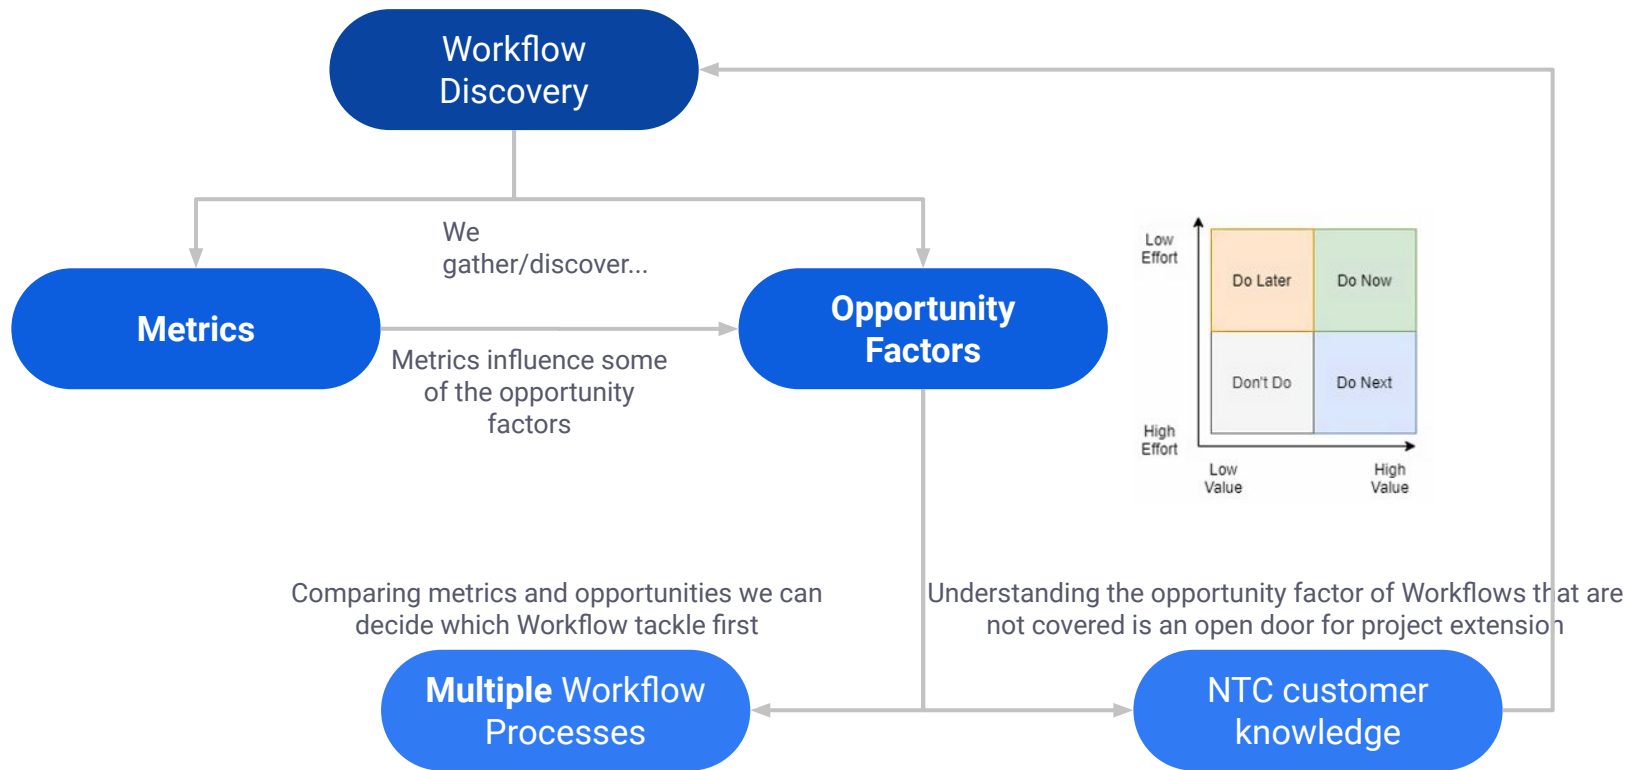 Workflow
Discovery
We
gather/discover...
Metrics
Opportunity
Factors
Metrics influence some
of the opportunity
factors
Low
Effort
Do Later
Do Now
Don't Do
Do Next
High
Effort
Low
Value
High
Value
Comparing metrics and opportunities we can
decide which Workflow tackle first
Understanding the opportunity factor of Workflows that are
not covered is an open door for project extension
Multiple Workflow
Processes
NTC customer
knowledge